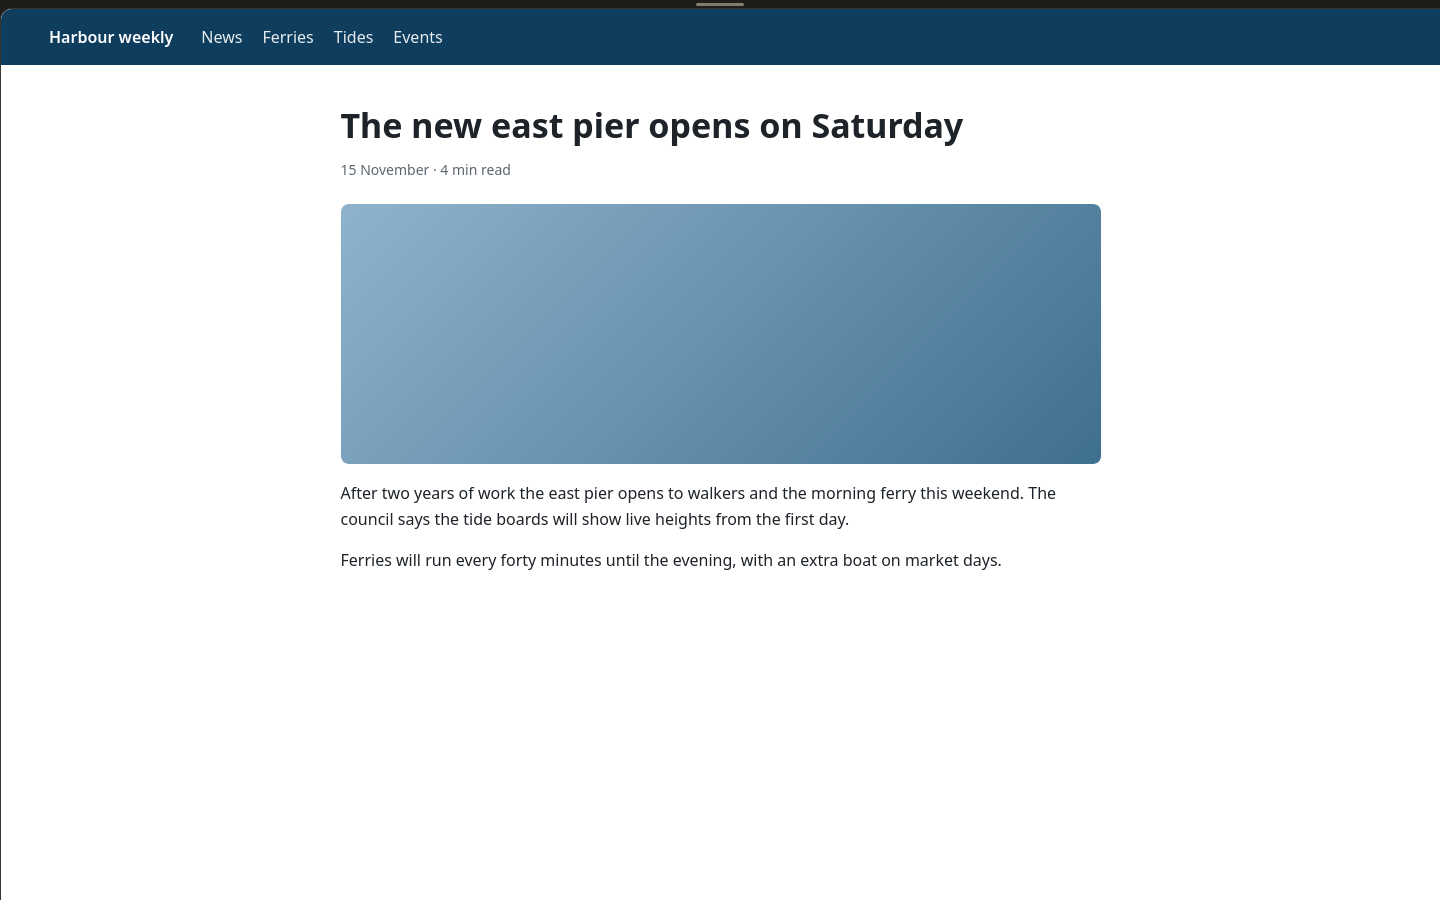 Harbour weekly News Ferries Tides Events
The new east pier opens on Saturday
15 November · 4 min read
After two years of work the east pier opens to walkers and the morning ferry this weekend. The
council says the tide boards will show live heights from the first day.
Ferries will run every forty minutes until the evening, with an extra boat on market days.